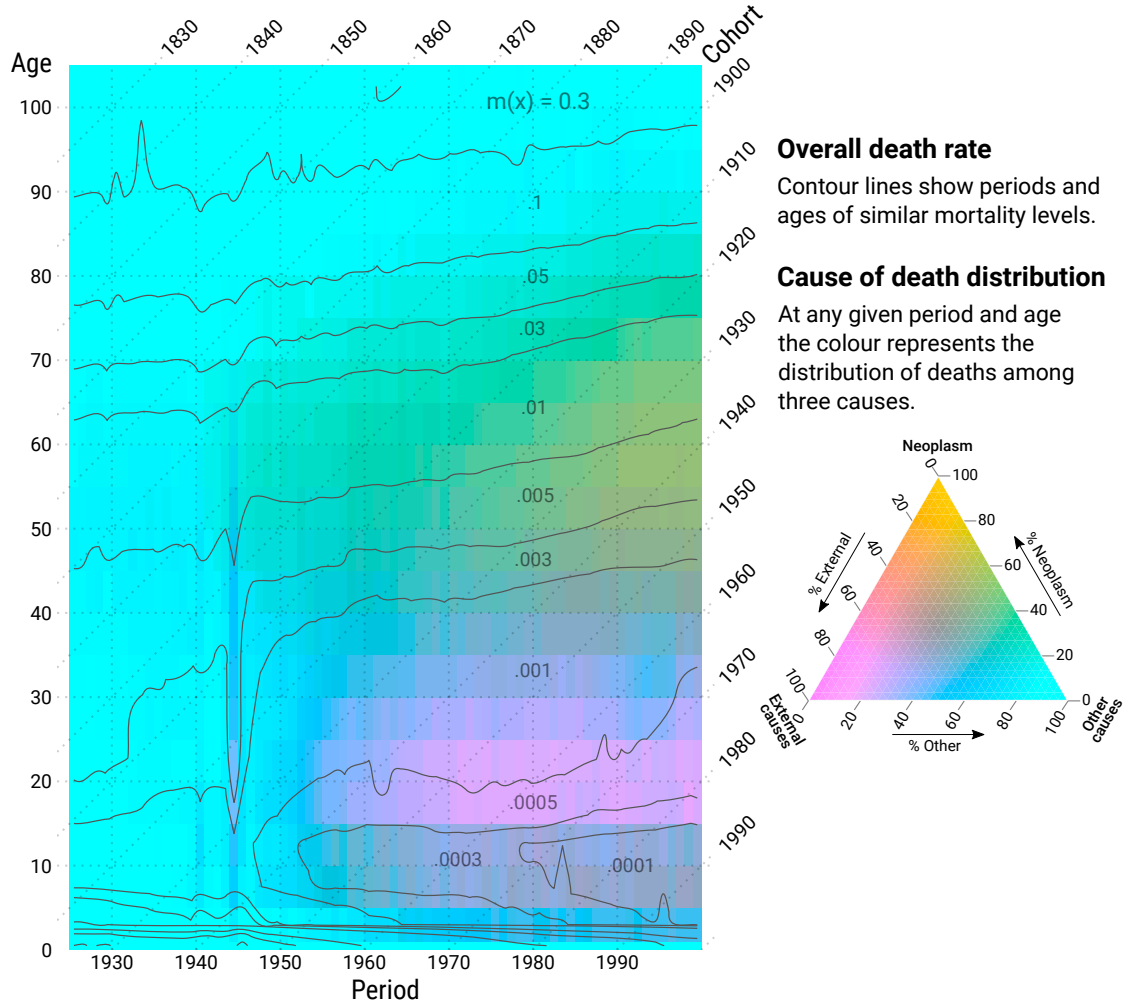 1830 1840 1850 1860 1870 1880 1890
Age
Cohort
1900
1910
1920
1930
1940
1950
1960
1970
1980
1990
100
90
80
70
60
50
40
30
20
10
0
m(x) = 0.3
.1
.05
.03
.01
.005
.003
.001
.0005
.0003
.0001
1930 1940 1950 1960 1970 1980 1990
Period
Overall death rate
Contour lines show periods and
ages of similar mortality levels.
Cause of death distribution
At any given period and age
the colour represents the
distribution of deaths among
three causes.
Neoplasm
0
20
40
60
80
100
% External
100
80
60
40
20
0
% Neoplasm
External
causes
0 20 40 60 80 100
% Other
Other
causes